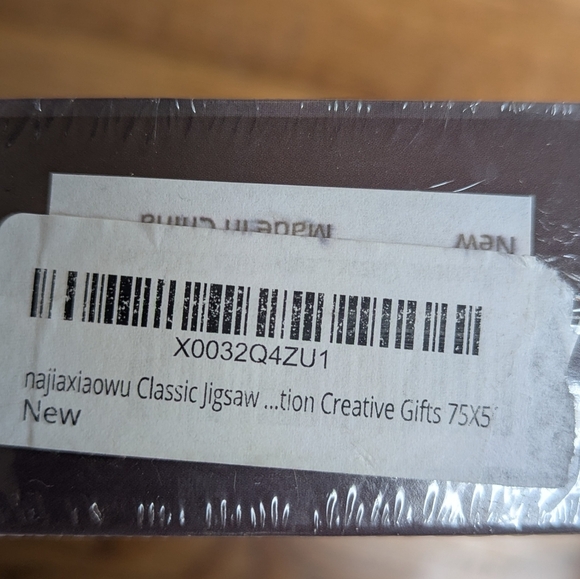 Made in China
New
X0032Q4ZU1
najiaxiaowu Classic Jigsaw ...tion Creative Gifts 75X5
New